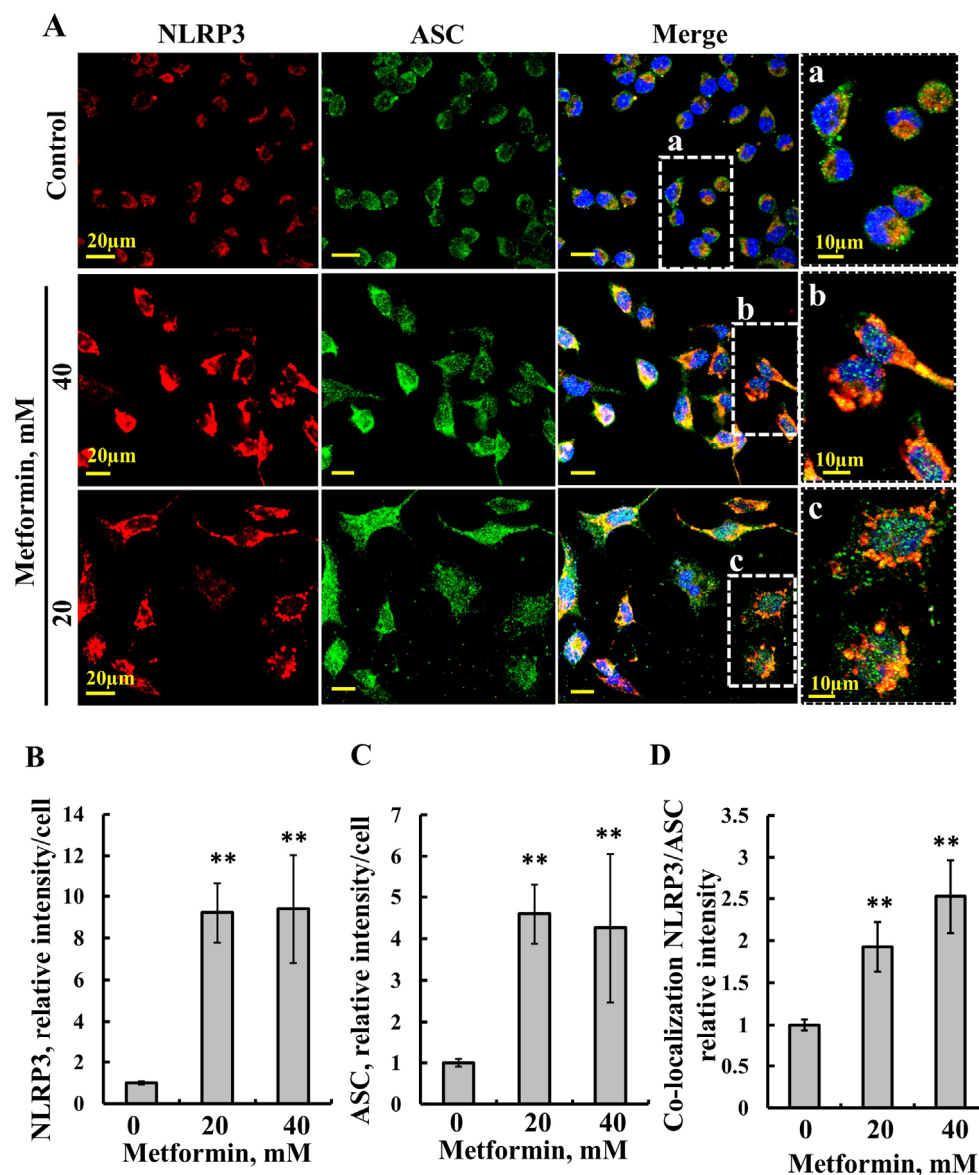 A
NLRP3
ASC
Merge
Control
20µm
a
a
10µm
Metformin, mM
40
20µm
b
b
10µm
20
20µm
c
c
10µm
B
NLRP3, relative intensity/cell
14
12
10
8
6
4
2
0
**
**
0 20 40
Metformin, mM
C
ASC, relative intensity/cell
7
6
5
4
3
2
1
0
**
**
0 20 40
Metformin, mM
D
Co-localization NLRP3/ASC
relative intensity
3.5
3
2.5
2
1.5
1
0.5
0
**
**
0 20 40
Metformin, mM